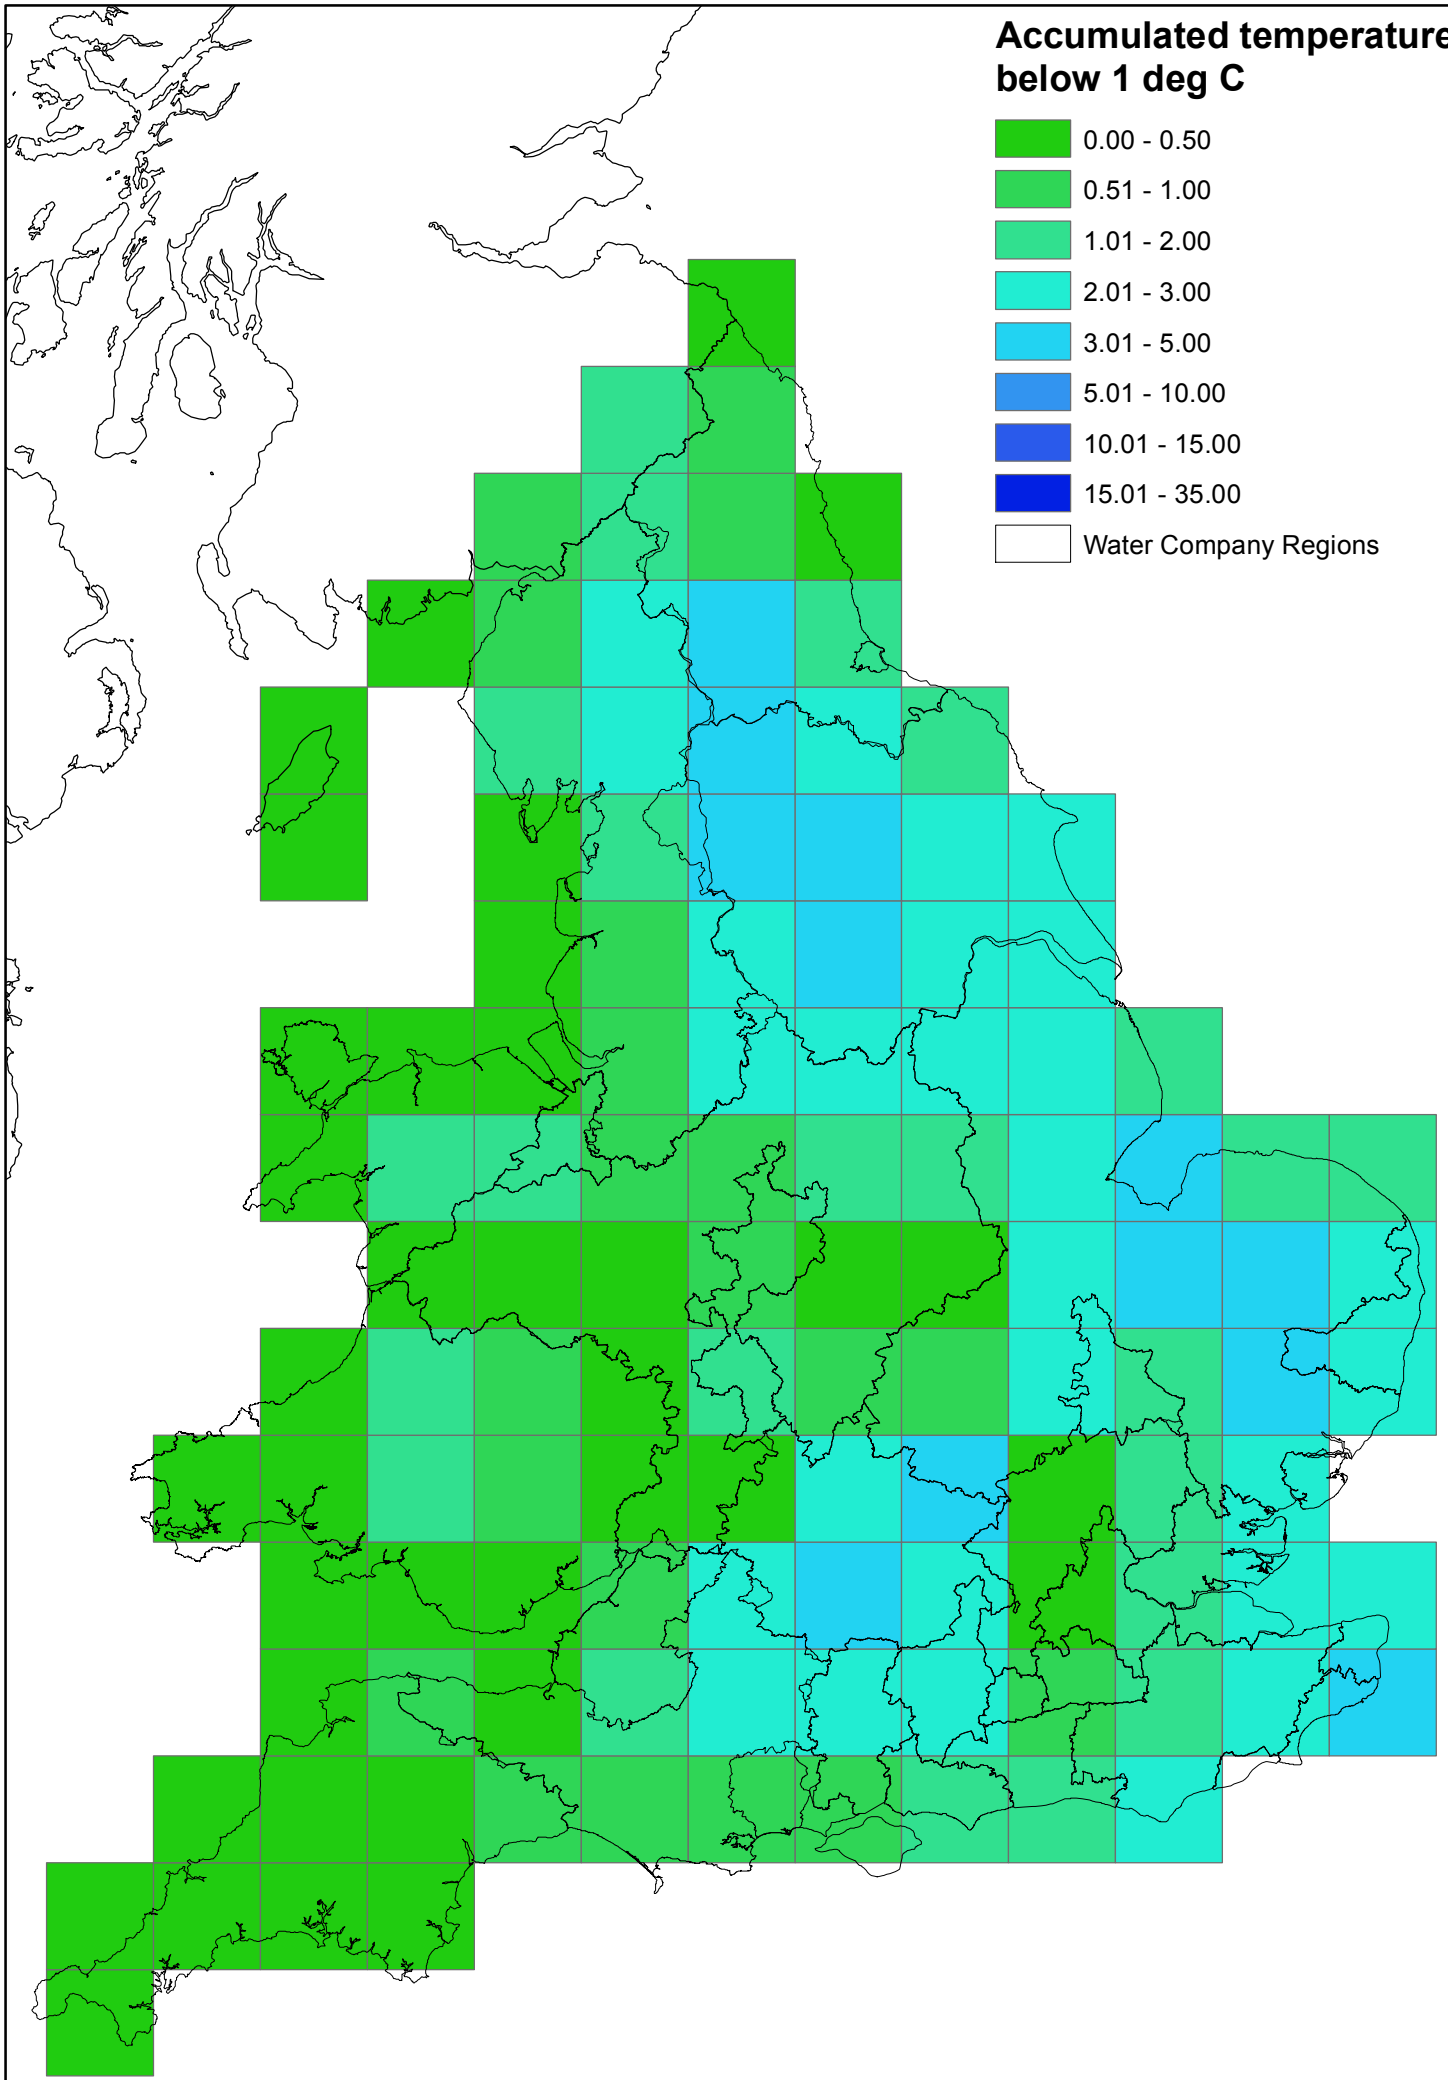 Accumulated temperature
below 1 deg C
0.00 - 0.50
0.51 - 1.00
1.01 - 2.00
2.01 - 3.00
3.01 - 5.00
5.01 - 10.00
10.01 - 15.00
15.01 - 35.00
Water Company Regions